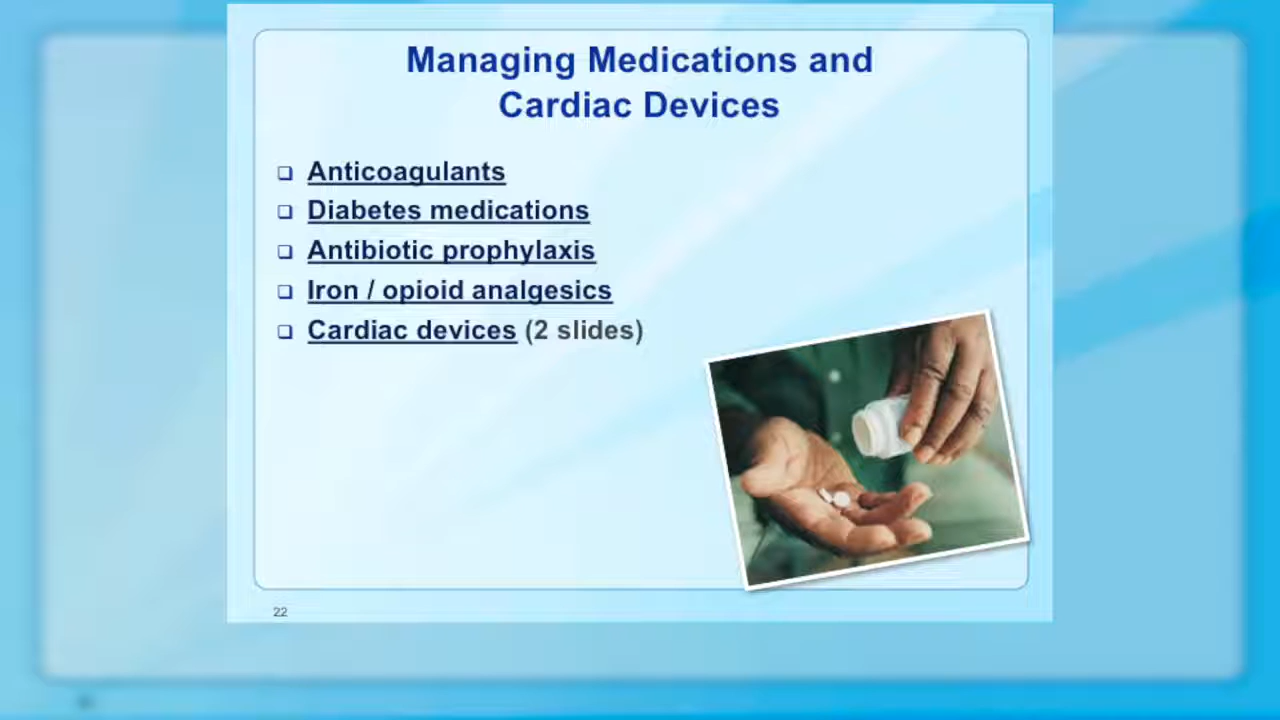 Managing Medications and
Cardiac Devices
❑ Anticoagulants
❑ Diabetes medications
❑ Antibiotic prophylaxis
❑ Iron / opioid analgesics
❑ Cardiac devices (2 slides)
22